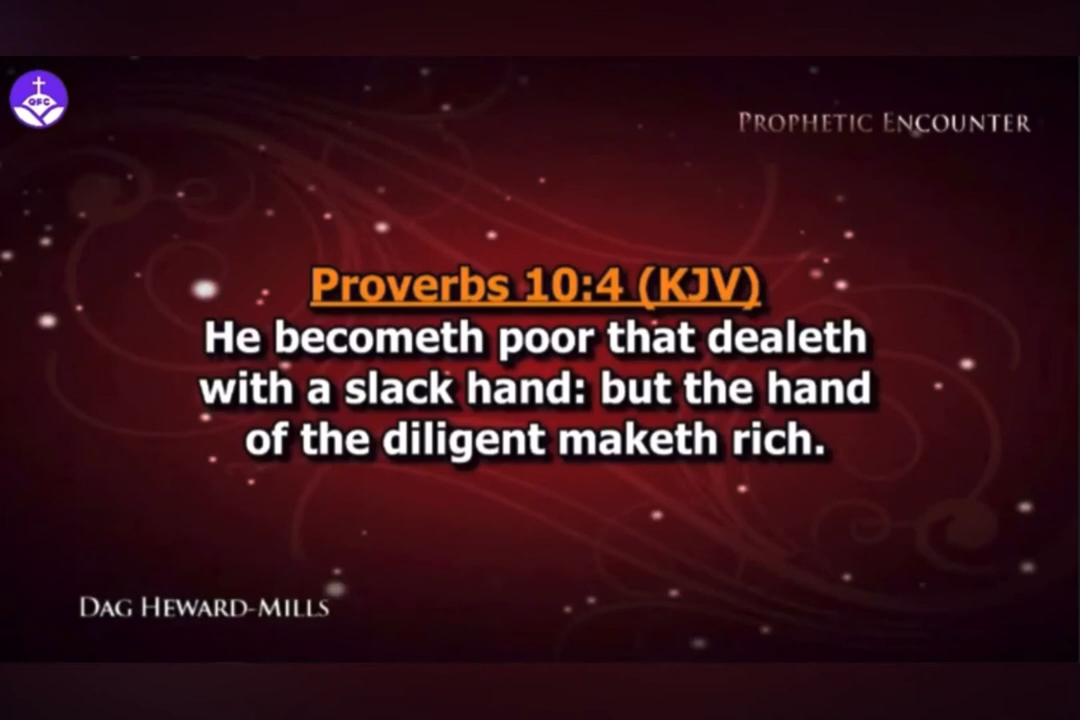 QFC
PROPHETIC ENCOUNTER
Proverbs 10:4 (KJV)
He becometh poor that dealeth
with a slack hand: but the hand
of the diligent maketh rich.
DAG HEWARD-MILLS